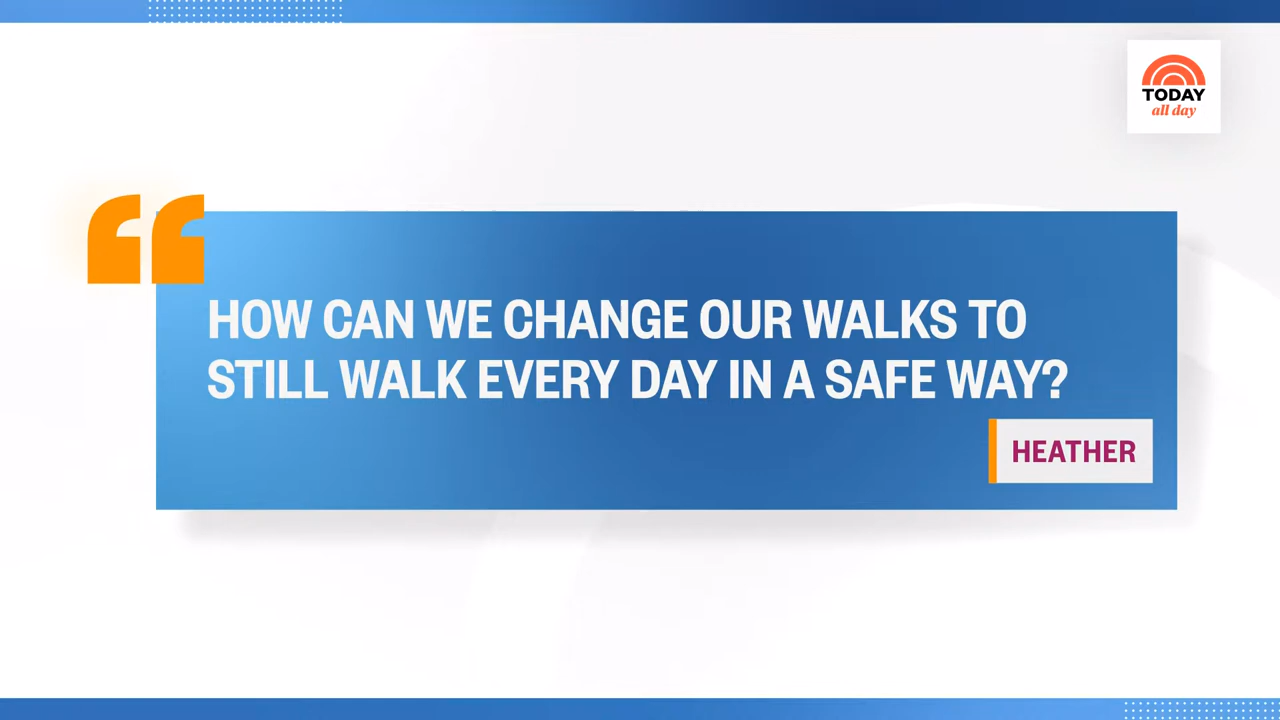 TODAY
all day
HOW CAN WE CHANGE OUR WALKS TO
STILL WALK EVERY DAY IN A SAFE WAY?
HEATHER